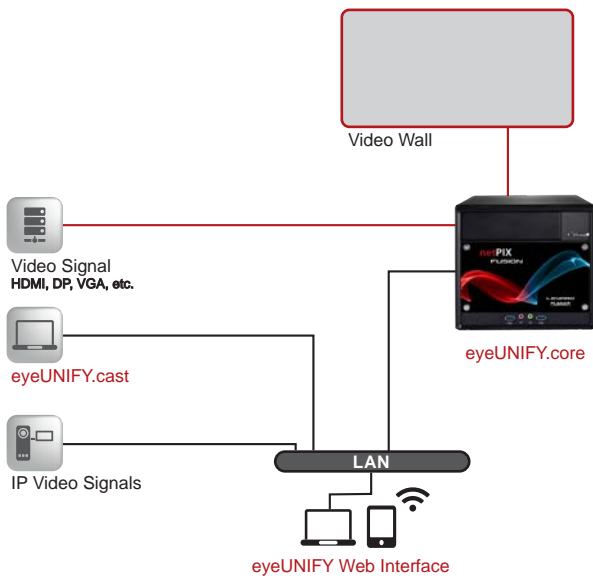 Video Wall
Video Signal
HDMI, DP, VGA, etc.
netPIX
FUSION
eyeUNIFY.core
eyeUNIFY.cast
IP Video Signals
LAN
eyeUNIFY Web Interface